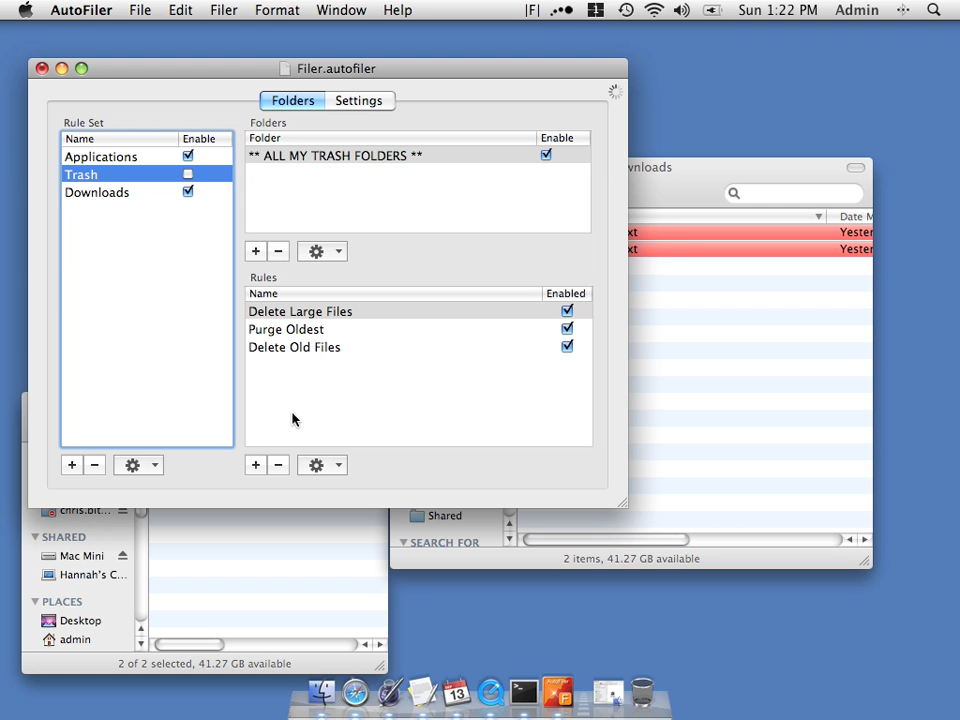 AutoFiler File Edit Filer Format Window Help |F| Sun 1:22 PM Admin
Filer.autofiler
Folders Settings
Rule Set
Name Enable
Applications
Trash
Downloads
Folders
Folder Enable
** ALL MY TRASH FOLDERS **
Rules
Name Enabled
Delete Large Files
Purge Oldest
Delete Old Files
wnloads
Date M
xt Yester
xt Yester
Shared
SEARCH FOR
2 items, 41.27 GB available
chris.bit...
SHARED
Mac Mini
Hannah's C...
PLACES
Desktop
admin
2 of 2 selected, 41.27 GB available
13